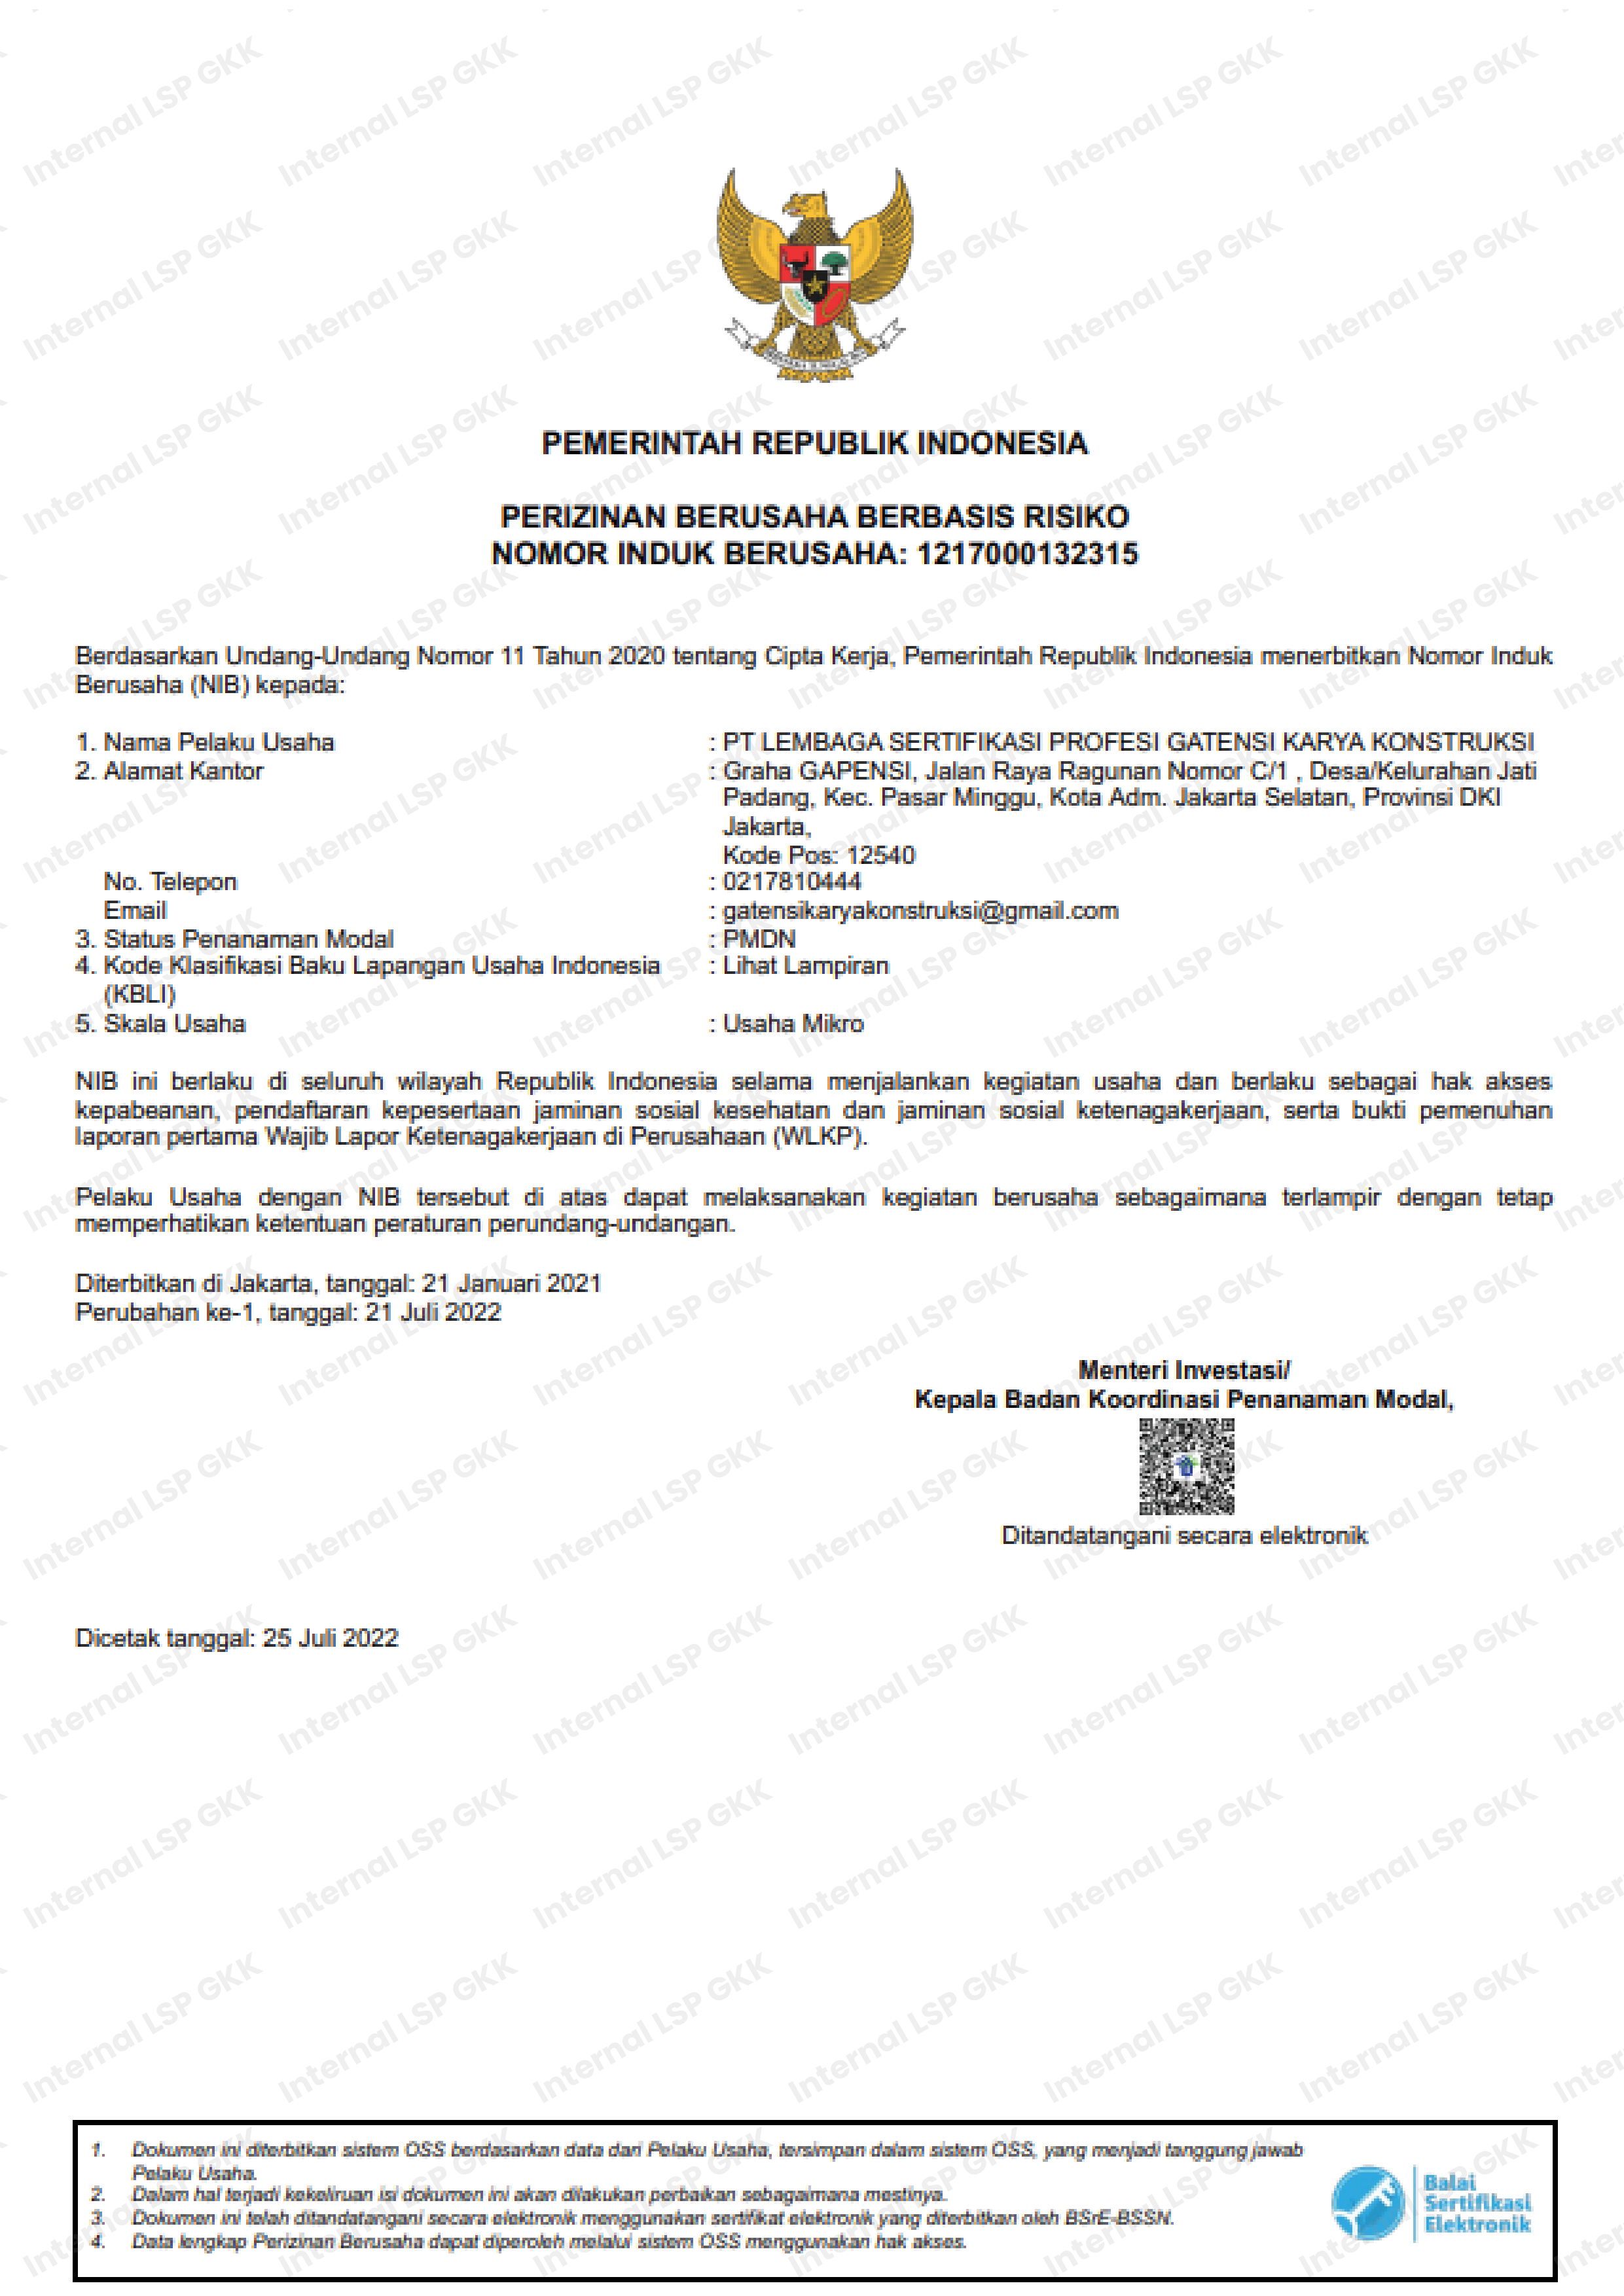 PEMERINTAH REPUBLIK INDONESIA
PERIZINAN BERUSAHA BERBASIS RISIKO
NOMOR INDUK BERUSAHA: 1217000132315
Berdasarkan Undang-Undang Nomor 11 Tahun 2020 tentang Cipta Kerja, Pemerintah Republik Indonesia menerbitkan Nomor Induk
Berusaha (NIB) kepada:
1. Nama Pelaku Usaha : PT LEMBAGA SERTIFIKASI PROFESI GATENSI KARYA KONSTRUKSI
2. Alamat Kantor : Graha GAPENSI, Jalan Raya Ragunan Nomor C/1 , Desa/Kelurahan Jati
Padang, Kec. Pasar Minggu, Kota Adm. Jakarta Selatan, Provinsi DKI
Jakarta,
Kode Pos: 12540
No. Telepon : 0217810444
Email : gatensikaryakonstruksi@gmail.com
3. Status Penanaman Modal : PMDN
4. Kode Klasifikasi Baku Lapangan Usaha Indonesia : Lihat Lampiran
(KBLI)
5. Skala Usaha : Usaha Mikro
NIB ini berlaku di seluruh wilayah Republik Indonesia selama menjalankan kegiatan usaha dan berlaku sebagai hak akses
kepabeanan, pendaftaran kepesertaan jaminan sosial kesehatan dan jaminan sosial ketenagakerjaan, serta bukti pemenuhan
laporan pertama Wajib Lapor Ketenagakerjaan di Perusahaan (WLKP).
Pelaku Usaha dengan NIB tersebut di atas dapat melaksanakan kegiatan berusaha sebagaimana terlampir dengan tetap
memperhatikan ketentuan peraturan perundang-undangan.
Diterbitkan di Jakarta, tanggal: 21 Januari 2021
Perubahan ke-1, tanggal: 21 Juli 2022
Menteri Investasi/
Kepala Badan Koordinasi Penanaman Modal,
Ditandatangani secara elektronik
Dicetak tanggal: 25 Juli 2022
1. Dokumen ini diterbitkan sistem OSS berdasarkan data dari Pelaku Usaha, tersimpan dalam sistem OSS, yang menjadi tanggung jawab
Pelaku Usaha.
2. Dalam hal terjadi kekeliruan isi dokumen ini akan dilakukan perbaikan sebagaimana mestinya.
3. Dokumen ini telah ditandatangani secara elektronik menggunakan sertifikat elektronik yang diterbitkan oleh BSrE-BSSN.
4. Data lengkap Perizinan Berusaha dapat diperoleh melalui sistem OSS menggunakan hak akses.
Balai
Sertifikasi
Elektronik
Internal LSP GKK